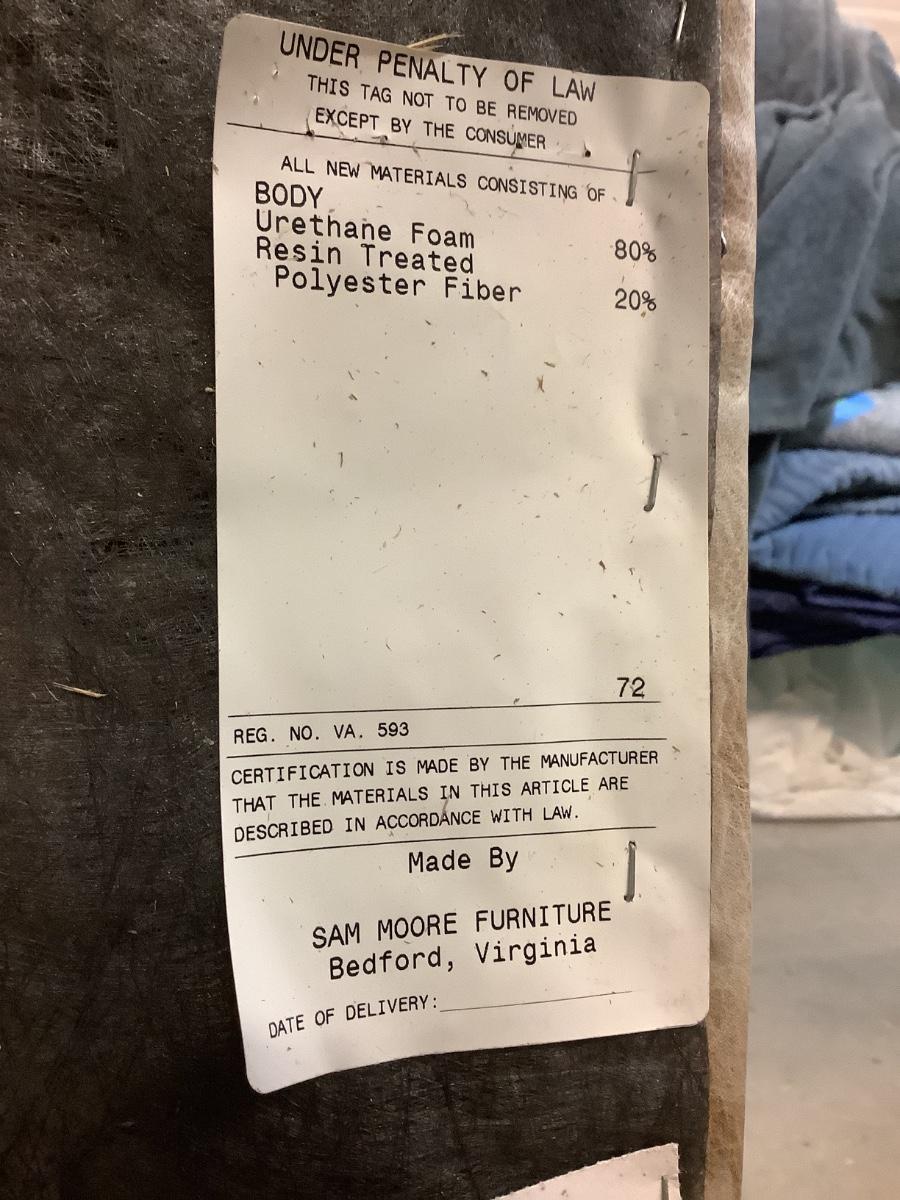 UNDER PENALTY OF LAW
THIS TAG NOT TO BE REMOVED
EXCEPT BY THE CONSUMER
ALL NEW MATERIALS CONSISTING OF
BODY
Urethane Foam 80%
Resin Treated
Polyester Fiber 20%
72
REG. NO. VA. 593
CERTIFICATION IS MADE BY THE MANUFACTURER
THAT THE MATERIALS IN THIS ARTICLE ARE
DESCRIBED IN ACCORDANCE WITH LAW.
Made By
SAM MOORE FURNITURE
Bedford, Virginia
DATE OF DELIVERY: